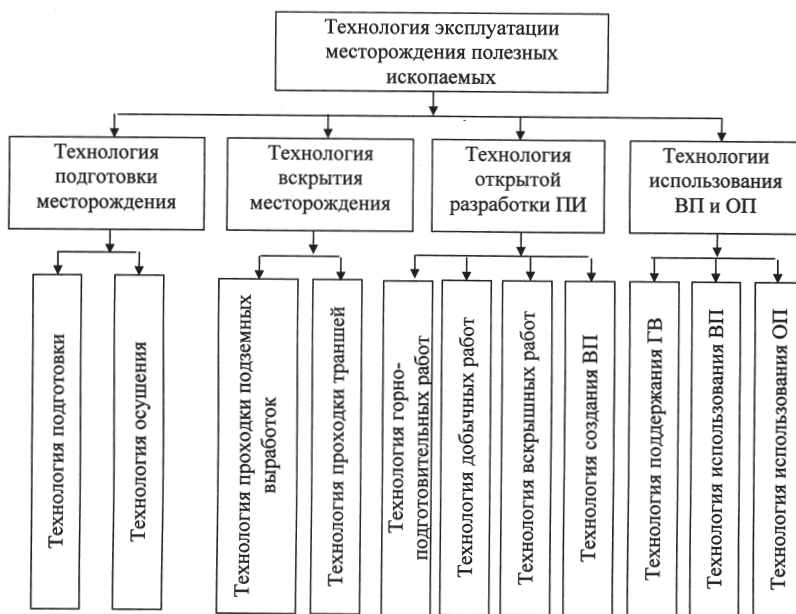 Технология эксплуатации
месторождения полезных
ископаемых
Технология
подготовки
месторождения
Технология
вскрытия
месторождения
Технология
открытой
разработки ПИ
Технологии
использования
ВП и ОП
Технология подготовки
Технология осушения
Технология проходки подземных
выработок
Технология проходки траншей
Технология горно-
подготовительных работ
Технология добычных работ
Технология вскрышных работ
Технология создания ВП
Технология поддержания ГВ
Технология использования ВП
Технология использования ОП